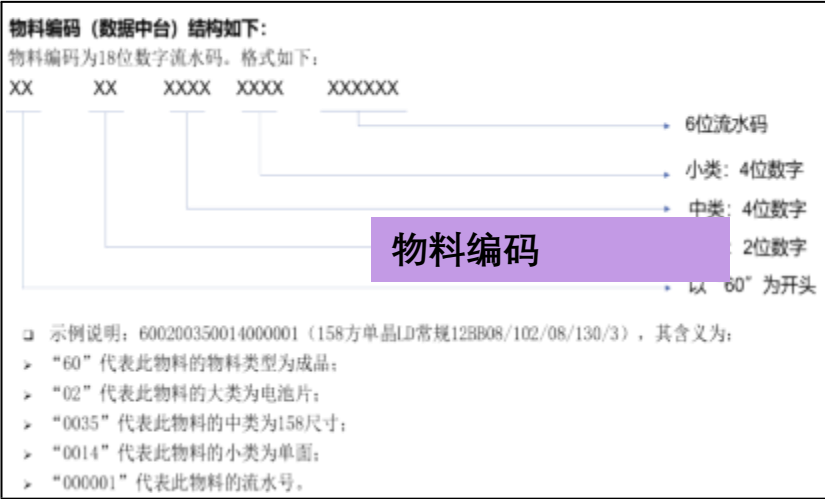 物料编码（数据中台）结构如下：
物料编码为18位数字流水码。格式如下：
XX XX XXXX XXXX XXXXXX
6位流水码
小类：4位数字
中类：4位数字
物料编码
2位数字
以“60”为开头
示例说明：600200350014000001（158方单晶LD常规12BB08/102/08/130/3），其含义为：
“60”代表此物料的物料类型为成品；
“02”代表此物料的大类为电池片；
“0035”代表此物料的中类为158尺寸；
“0014”代表此物料的小类为单面；
“000001”代表此物料的流水号。